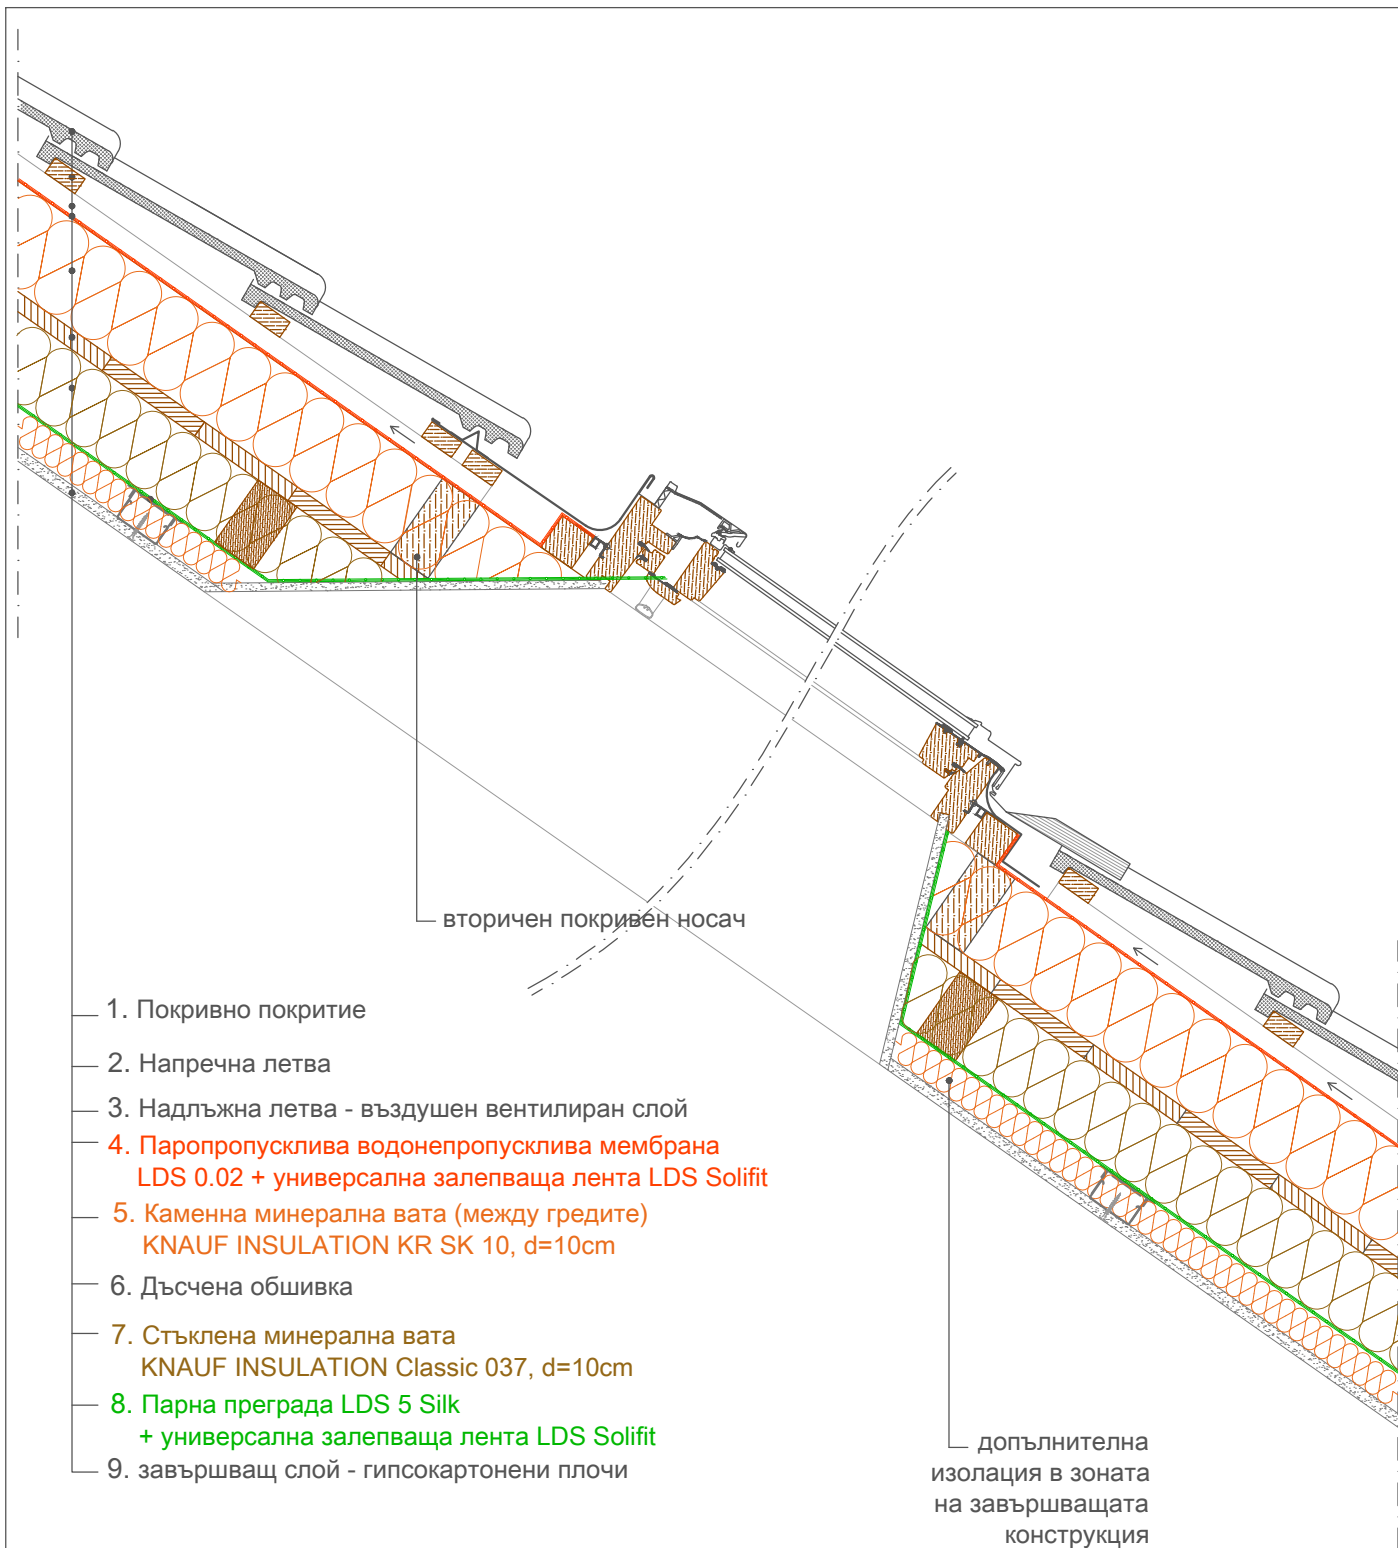 вторичен покривен носач
1. Покривно покритие
2. Напречна летва
3. Надлъжна летва - въздушен вентилиран слой
4. Паропропусклива водонепропусклива мембрана
LDS 0.02 + универсална залепваща лента LDS Solifit
5. Каменна минерална вата (между гредите)
KNAUF INSULATION KR SK 10, d=10cm
6. Дъсчена обшивка
7. Стъклена минерална вата
KNAUF INSULATION Classic 037, d=10cm
8. Парна преграда LDS 5 Silk
+ универсална залепваща лента LDS Solifit
9. завършващ слой - гипсокартонени плочи
допълнителна
изолация в зоната
на завършващата
конструкция